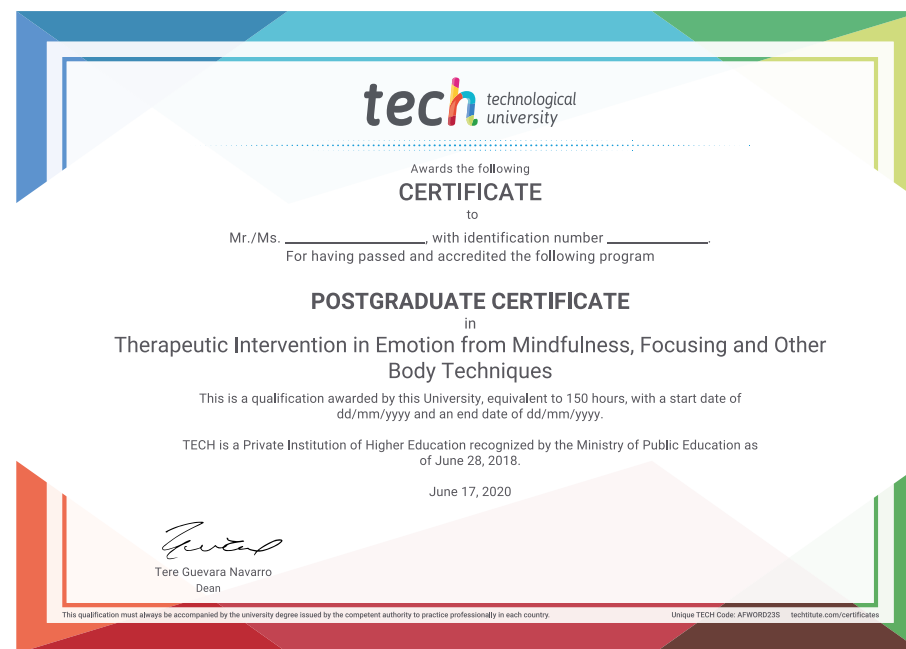 tech technological
university
Awards the following
CERTIFICATE
to
Mr./Ms. ____________________, with identification number ______________.
For having passed and accredited the following program
POSTGRADUATE CERTIFICATE
in
Therapeutic Intervention in Emotion from Mindfulness, Focusing and Other
Body Techniques
This is a qualification awarded by this University, equivalent to 150 hours, with a start date of
dd/mm/yyyy and an end date of dd/mm/yyyy.
TECH is a Private Institution of Higher Education recognized by the Ministry of Public Education as
of June 28, 2018.
June 17, 2020
Tere Guevara Navarro
Dean
This qualification must always be accompanied by the university degree issued by the competent authority to practice professionally in each country.
Unique TECH Code: AFWORD23S techtitute.com/certificates